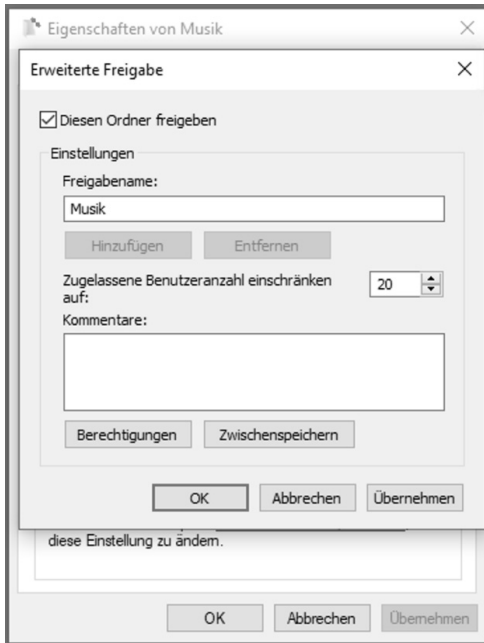 Eigenschaften von Musik
Erweiterte Freigabe
Diesen Ordner freigeben
Einstellungen
Freigabename:
Musik
Hinzufügen
Entfernen
Zugelassene Benutzeranzahl einschränken
auf:
20
Kommentare:
Berechtigungen
Zwischenspeichern
OK
Abbrechen
Übernehmen
diese Einstellung zu ändern.
OK
Abbrechen
Übernehmen